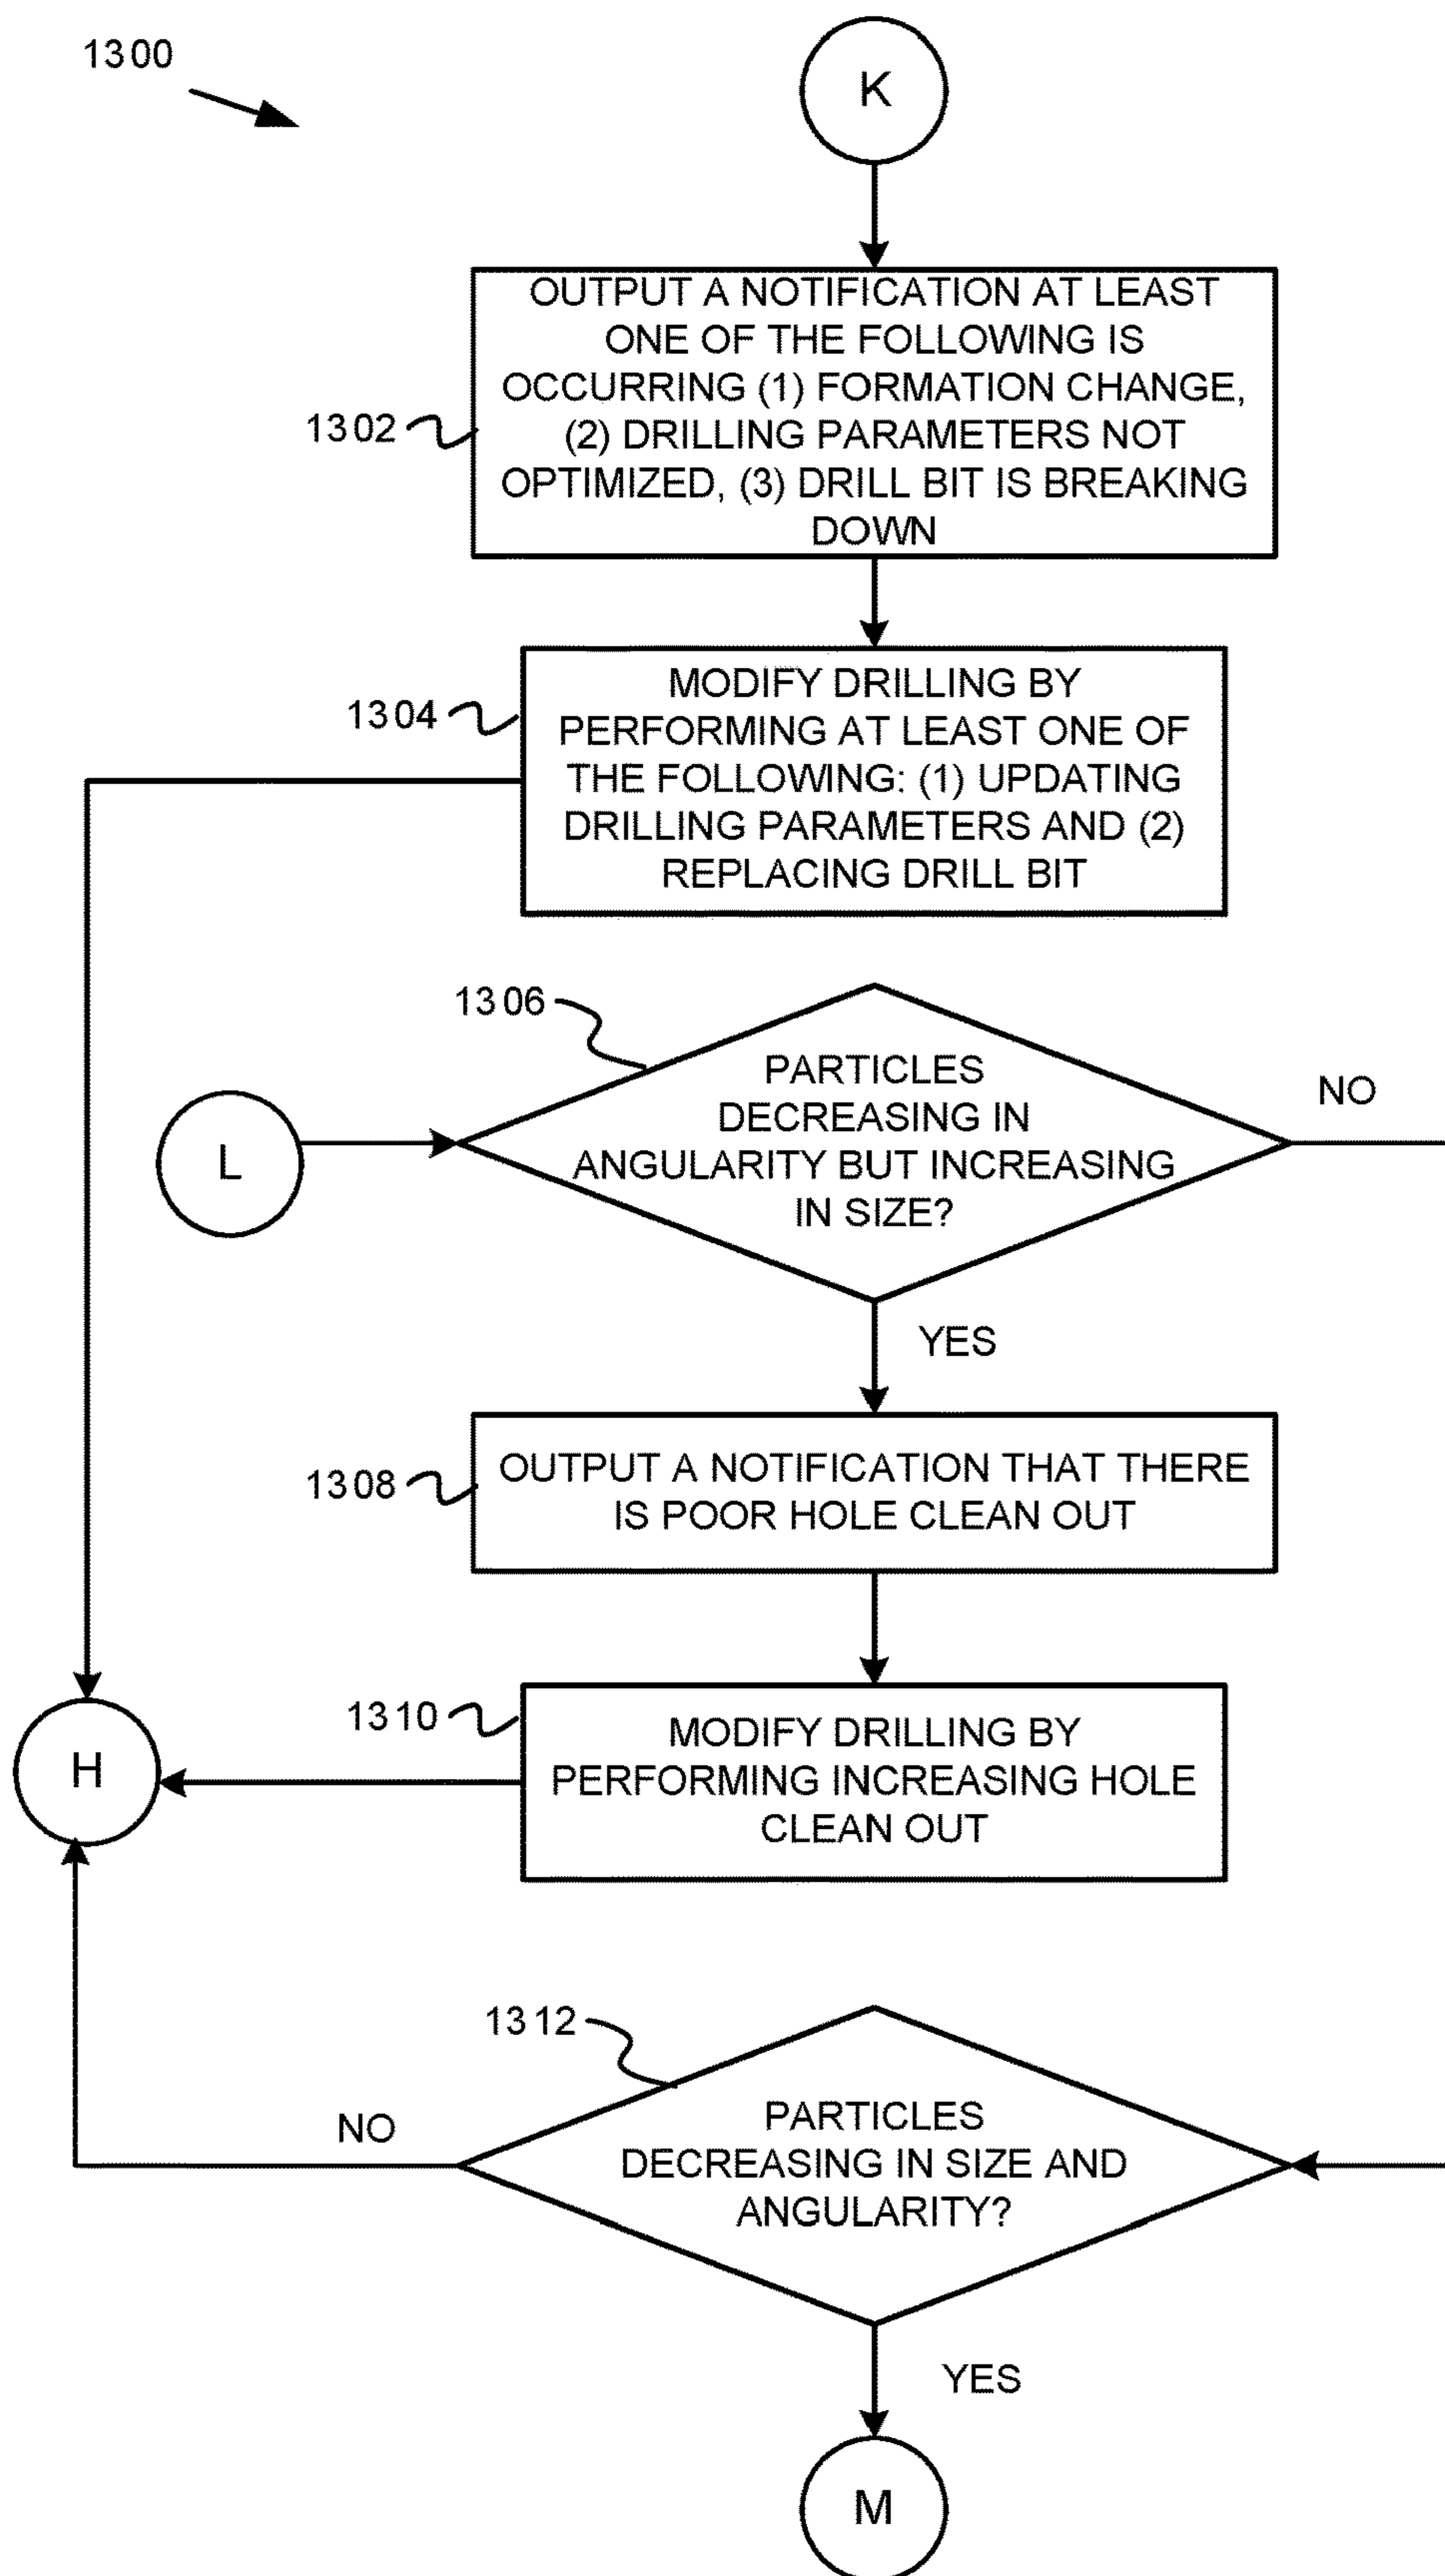 1300
K
OUTPUT A NOTIFICATION AT LEAST
ONE OF THE FOLLOWING IS
OCCURRING (1) FORMATION CHANGE,
(2) DRILLING PARAMETERS NOT
OPTIMIZED, (3) DRILL BIT IS BREAKING
DOWN
1302
MODIFY DRILLING BY
PERFORMING AT LEAST ONE OF
THE FOLLOWING: (1) UPDATING
DRILLING PARAMETERS AND (2)
REPLACING DRILL BIT
1304
1306
PARTICLES
DECREASING IN
ANGULARITY BUT INCREASING
IN SIZE?
NO
L
YES
OUTPUT A NOTIFICATION THAT THERE
IS POOR HOLE CLEAN OUT
1308
1310
MODIFY DRILLING BY
PERFORMING INCREASING HOLE
CLEAN OUT
H
1312
PARTICLES
DECREASING IN SIZE AND
ANGULARITY?
NO
YES
M